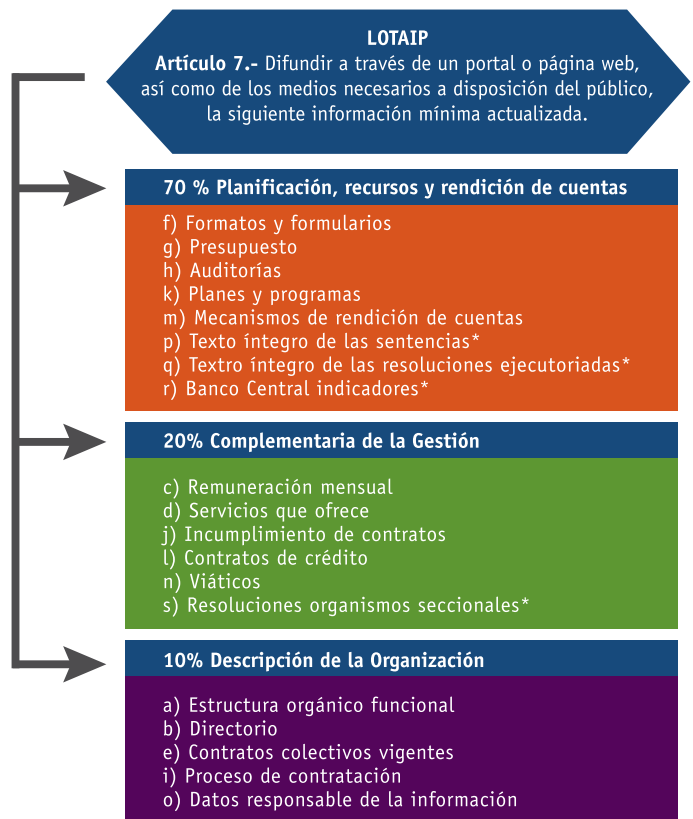 LOTAIP
Artículo 7.- Difundir a través de un portal o página web,
así como de los medios necesarios a disposición del público,
la siguiente información mínima actualizada.
70 % Planificación, recursos y rendición de cuentas
f) Formatos y formularios
g) Presupuesto
h) Auditorías
k) Planes y programas
m) Mecanismos de rendición de cuentas
p) Texto íntegro de las sentencias*
q) Textro íntegro de las resoluciones ejecutoriadas*
r) Banco Central indicadores*
20% Complementaria de la Gestión
c) Remuneración mensual
d) Servicios que ofrece
j) Incumplimiento de contratos
l) Contratos de crédito
n) Viáticos
s) Resoluciones organismos seccionales*
10% Descripción de la Organización
a) Estructura orgánico funcional
b) Directorio
e) Contratos colectivos vigentes
i) Proceso de contratación
o) Datos responsable de la información